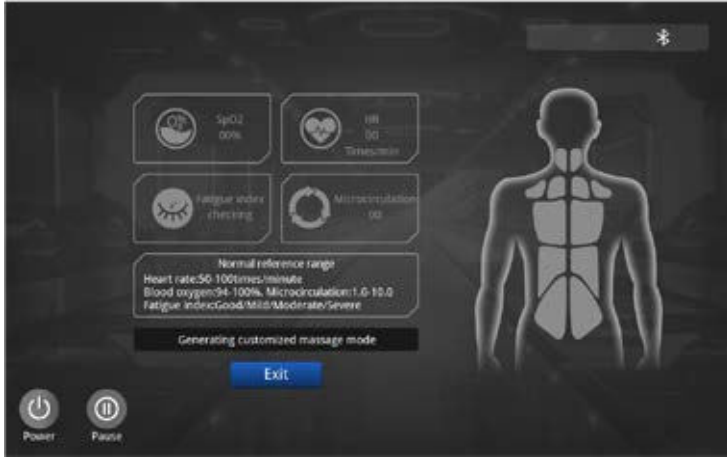 SpO2
00%
HR
00
Times/min
Fatigue index
checking
Microcirculation
00
Normal reference range
Heart rate:50-100times/minute
Blood oxygen:94-100%, Microcirculation:1.0-10.0
Fatigue index:Good/Mild/Moderate/Severe
Generating customized massage mode
Exit
Power
Pause